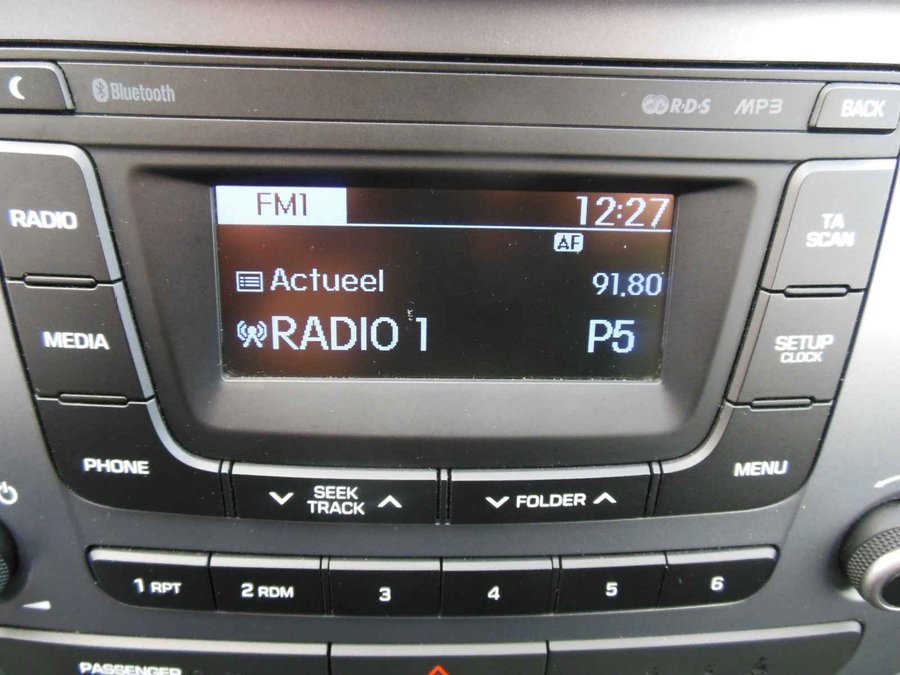 Bluetooth
R·D·S
MP3
BACK
RADIO
FM1
12:27
TA
SCAN
AF
Actueel
91.80
MEDIA
RADIO 1
P5
SETUP
CLOCK
PHONE
SEEK
TRACK
FOLDER
MENU
1 RPT
2 RDM
3
4
5
6
PASSENGER